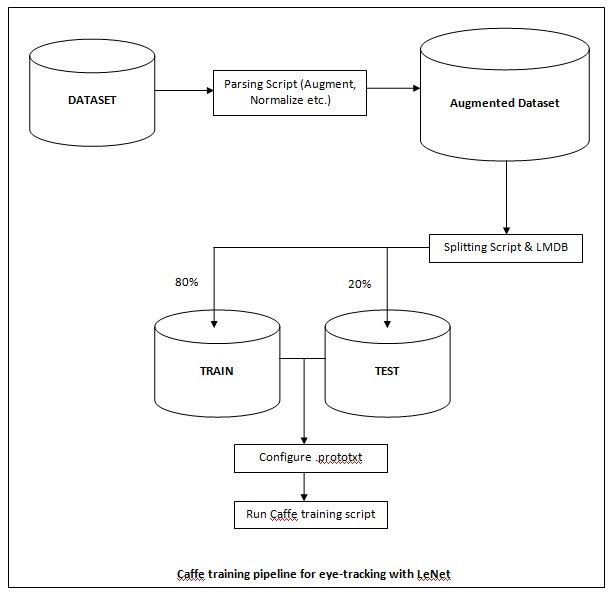 DATASET
Parsing Script (Augment,
Normalize etc.)
Augmented Dataset
Splitting Script & LMDB
80%
20%
TRAIN
TEST
Configure .prototxt
Run Caffe training script
Caffe training pipeline for eye-tracking with LeNet